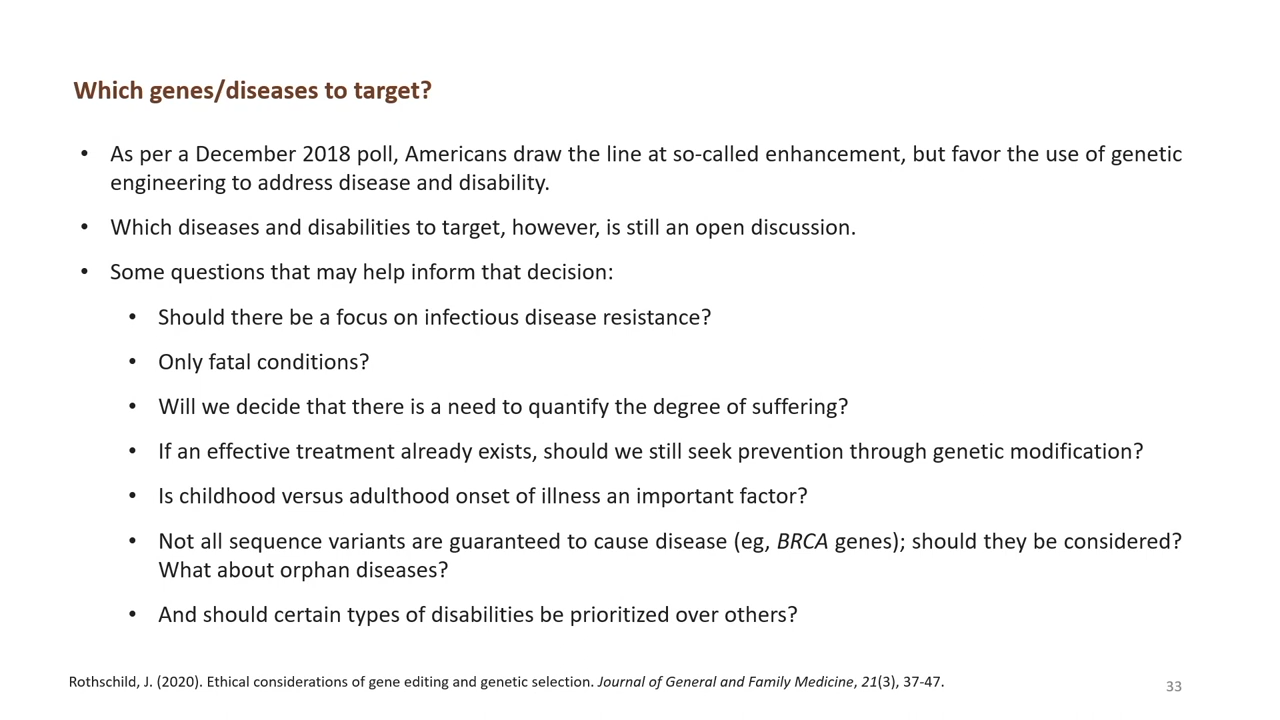 Which genes/diseases to target?
• As per a December 2018 poll, Americans draw the line at so-called enhancement, but favor the use of genetic
engineering to address disease and disability.
• Which diseases and disabilities to target, however, is still an open discussion.
• Some questions that may help inform that decision:
• Should there be a focus on infectious disease resistance?
• Only fatal conditions?
• Will we decide that there is a need to quantify the degree of suffering?
• If an effective treatment already exists, should we still seek prevention through genetic modification?
• Is childhood versus adulthood onset of illness an important factor?
• Not all sequence variants are guaranteed to cause disease (eg, BRCA genes); should they be considered?
What about orphan diseases?
• And should certain types of disabilities be prioritized over others?
Rothschild, J. (2020). Ethical considerations of gene editing and genetic selection. Journal of General and Family Medicine, 21(3), 37-47.
33